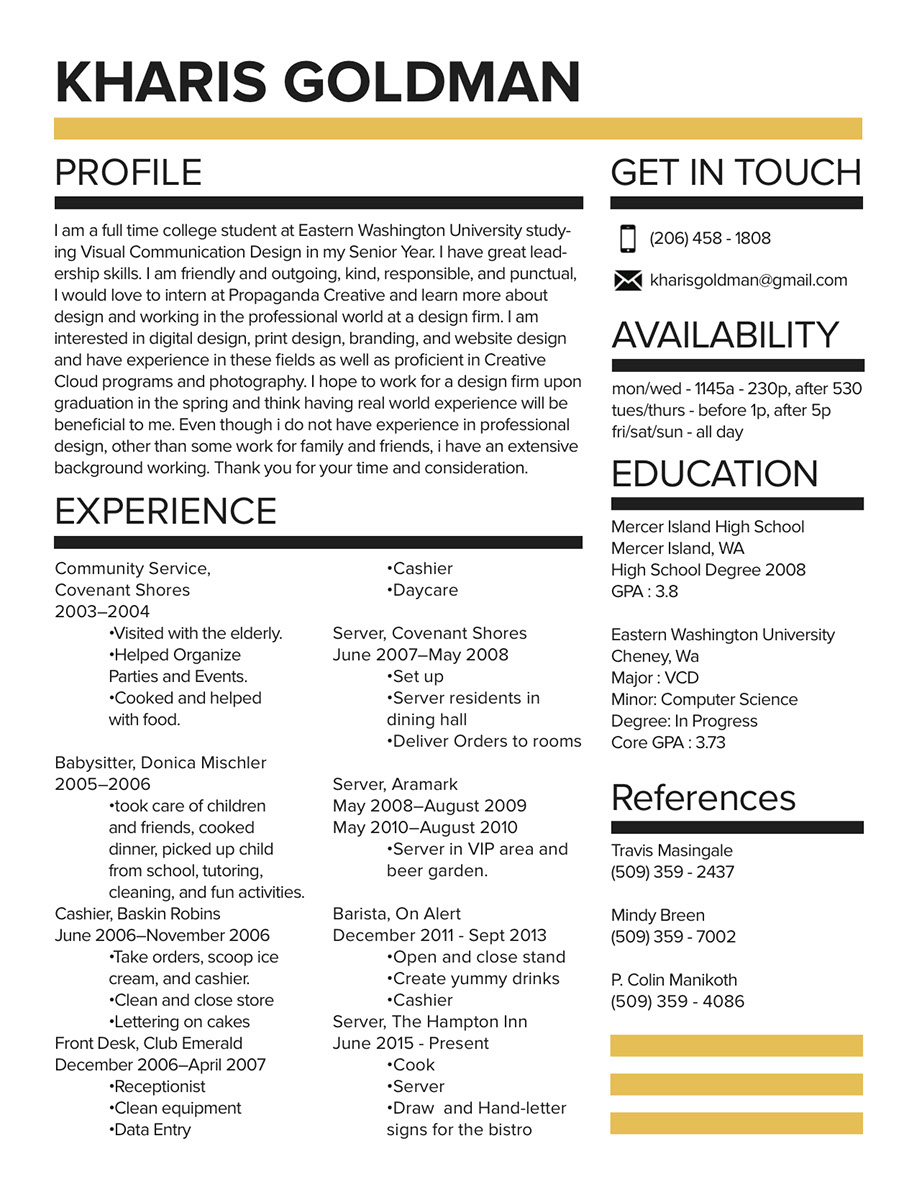 KHARIS GOLDMAN
PROFILE
I am a full time college student at Eastern Washington University study-
ing Visual Communication Design in my Senior Year. I have great lead-
ership skills. I am friendly and outgoing, kind, responsible, and punctual,
I would love to intern at Propaganda Creative and learn more about
design and working in the professional world at a design firm. I am
interested in digital design, print design, branding, and website design
and have experience in these fields as well as proficient in Creative
Cloud programs and photography. I hope to work for a design firm upon
graduation in the spring and think having real world experience will be
beneficial to me. Even though i do not have experience in professional
design, other than some work for family and friends, i have an extensive
background working. Thank you for your time and consideration.
EXPERIENCE
Community Service,
Covenant Shores
2003–2004
•Visited with the elderly.
•Helped Organize
Parties and Events.
•Cooked and helped
with food.
Babysitter, Donica Mischler
2005–2006
•took care of children
and friends, cooked
dinner, picked up child
from school, tutoring,
cleaning, and fun activities.
Cashier, Baskin Robins
June 2006–November 2006
•Take orders, scoop ice
cream, and cashier.
•Clean and close store
•Lettering on cakes
Front Desk, Club Emerald
December 2006–April 2007
•Receptionist
•Clean equipment
•Data Entry
•Cashier
•Daycare
Server, Covenant Shores
June 2007–May 2008
•Set up
•Server residents in
dining hall
•Deliver Orders to rooms
Server, Aramark
May 2008–August 2009
May 2010–August 2010
•Server in VIP area and
beer garden.
Barista, On Alert
December 2011 - Sept 2013
•Open and close stand
•Create yummy drinks
•Cashier
Server, The Hampton Inn
June 2015 - Present
•Cook
•Server
•Draw  and Hand-letter
signs for the bistro
GET IN TOUCH
(206) 458 - 1808
kharisgoldman@gmail.com
AVAILABILITY
mon/wed - 1145a - 230p, after 530
tues/thurs - before 1p, after 5p
fri/sat/sun - all day
EDUCATION
Mercer Island High School
Mercer Island, WA
High School Degree 2008
GPA : 3.8
Eastern Washington University
Cheney, Wa
Major : VCD
Minor: Computer Science
Degree: In Progress
Core GPA : 3.73
References
Travis Masingale
(509) 359 - 2437
Mindy Breen
(509) 359 - 7002
P. Colin Manikoth
(509) 359 - 4086